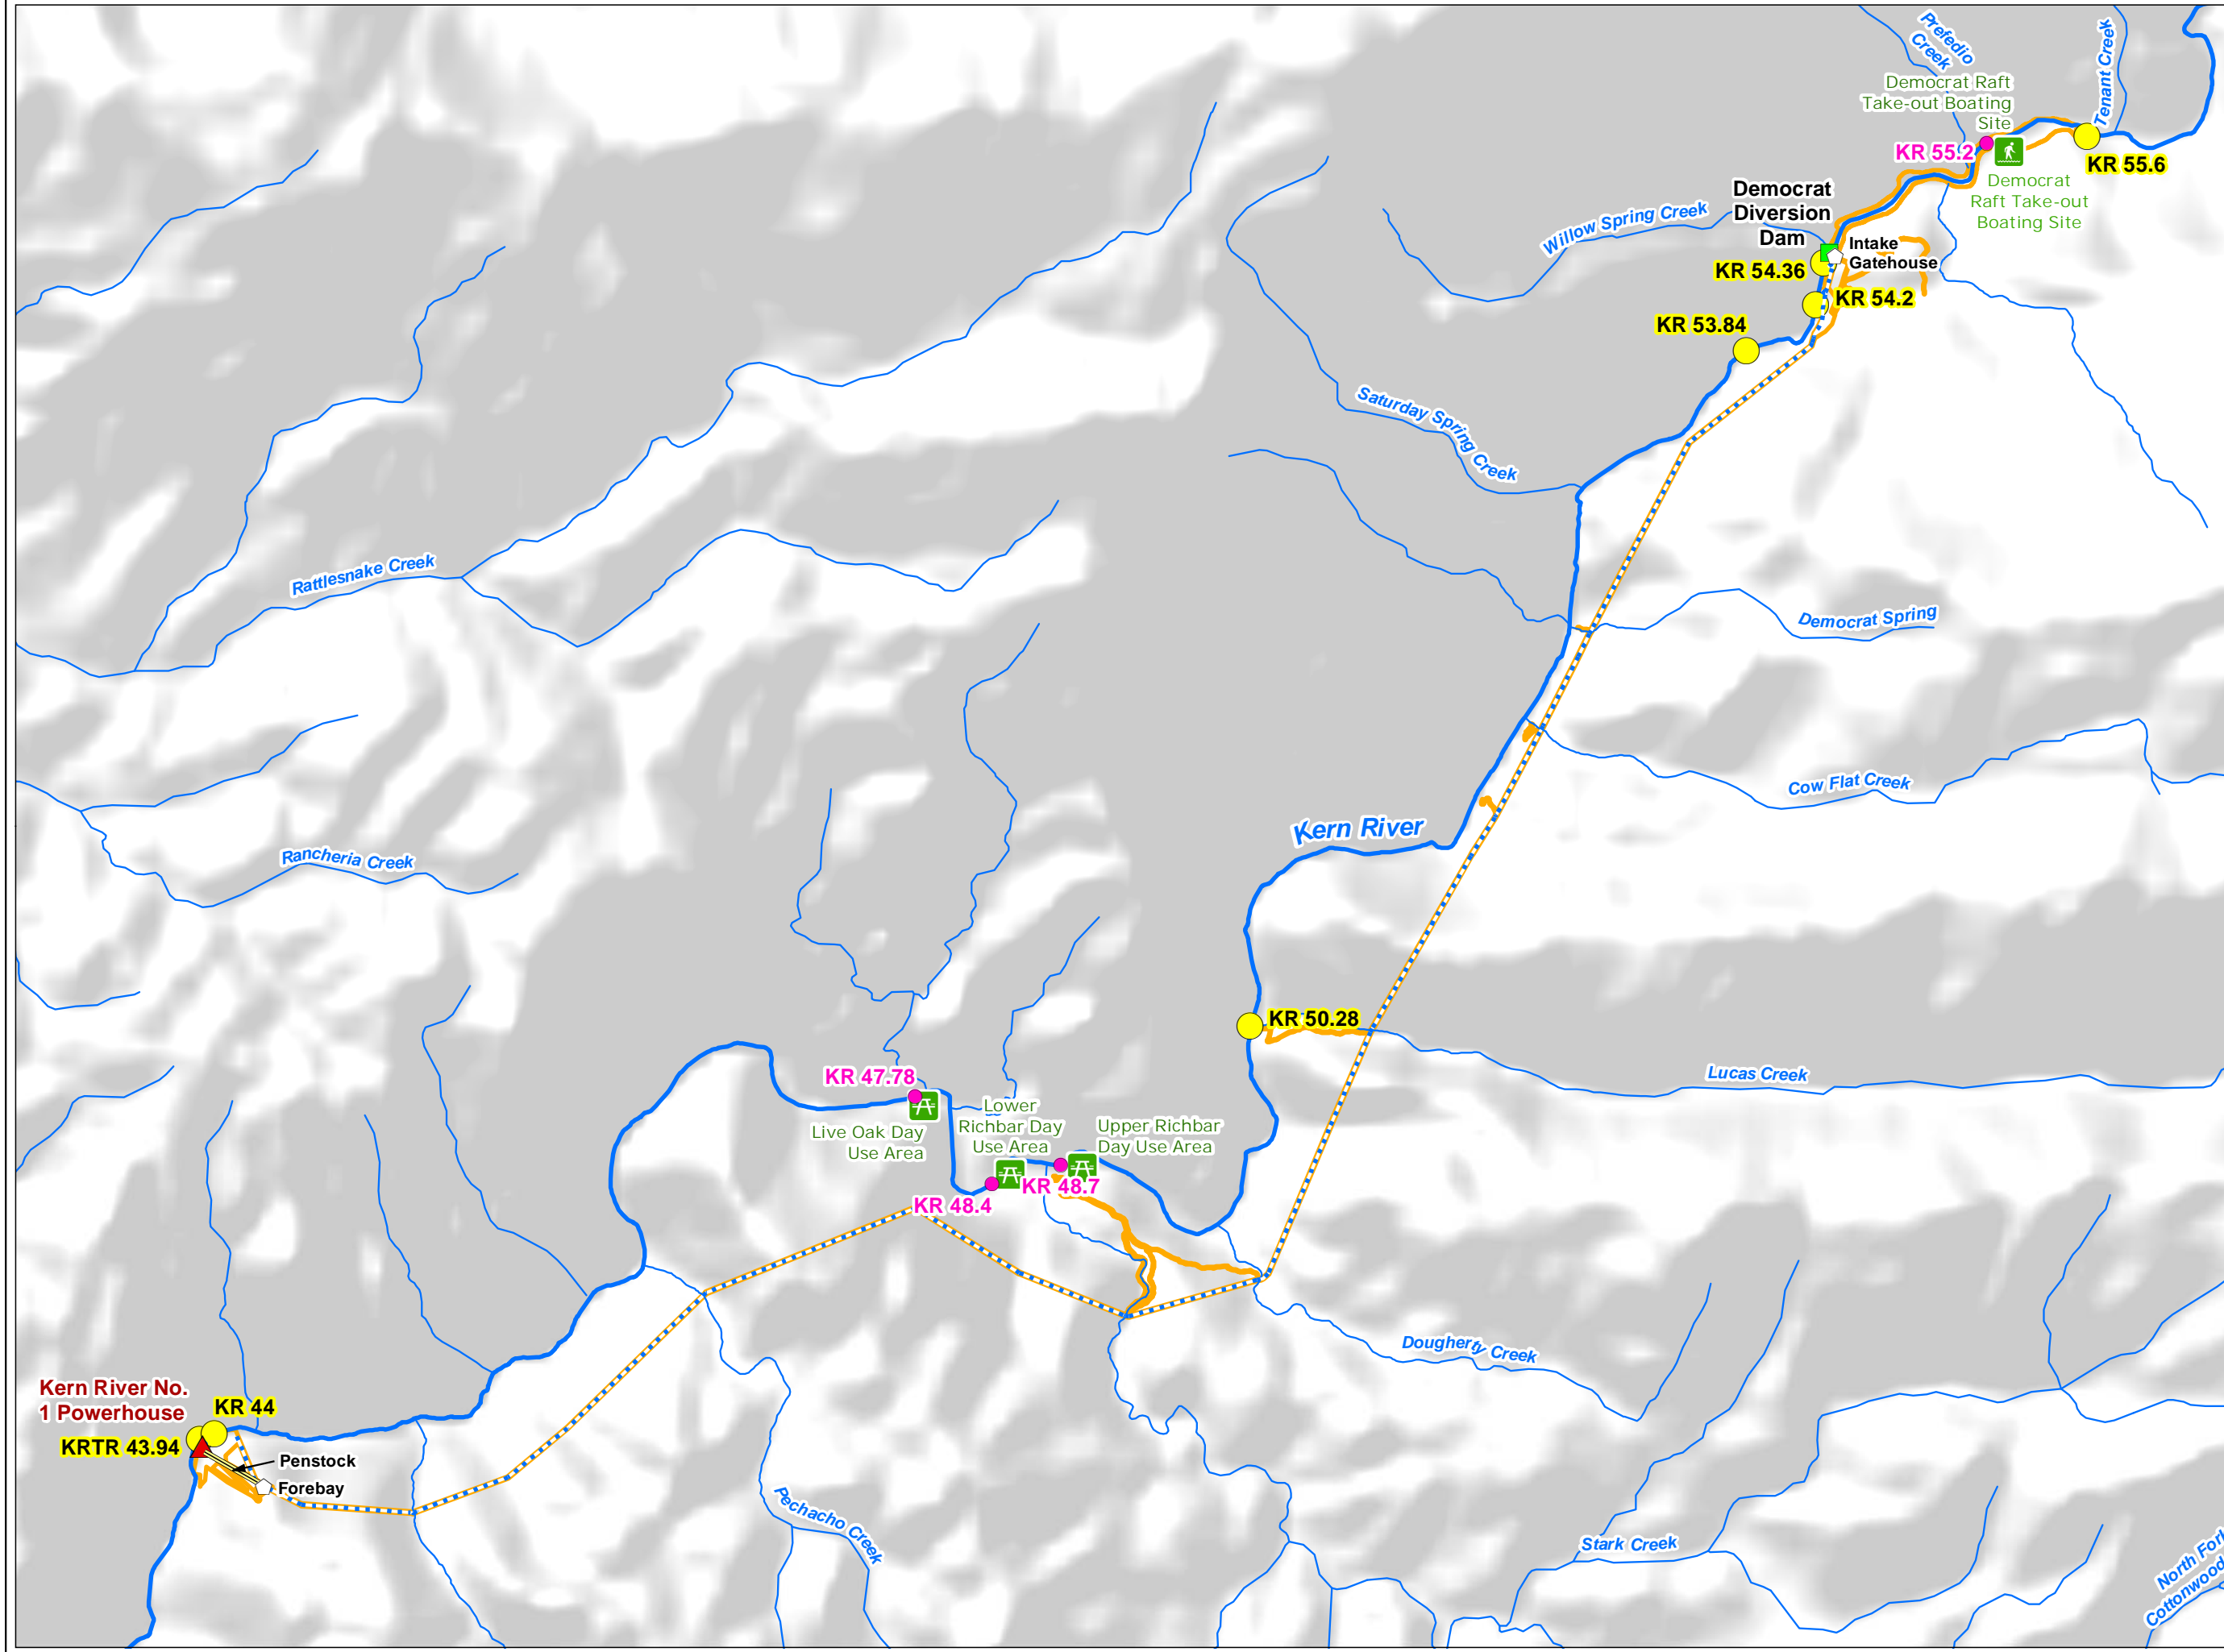 Prefedio
Creek
Tenant Creek
Democrat Raft
Take-out Boating
Site
KR 55.2
KR 55.6
Democrat
Raft Take-out
Boating Site
Democrat
Diversion
Dam
Willow Spring Creek
Intake
Gatehouse
KR 54.36
KR 54.2
KR 53.84
Saturday Spring Creek
Rattlesnake Creek
Democrat Spring
Cow Flat Creek
Kern River
Rancheria Creek
KR 50.28
Lucas Creek
KR 47.78
Live Oak Day
Use Area
Lower
Richbar Day
Use Area
Upper Richbar
Day Use Area
KR 48.7
KR 48.4
Dougherty Creek
Kern River No.
1 Powerhouse
KR 44
KRTR 43.94
Penstock
Forebay
Pechacho Creek
Stark Creek
North Fork
Cottonwood